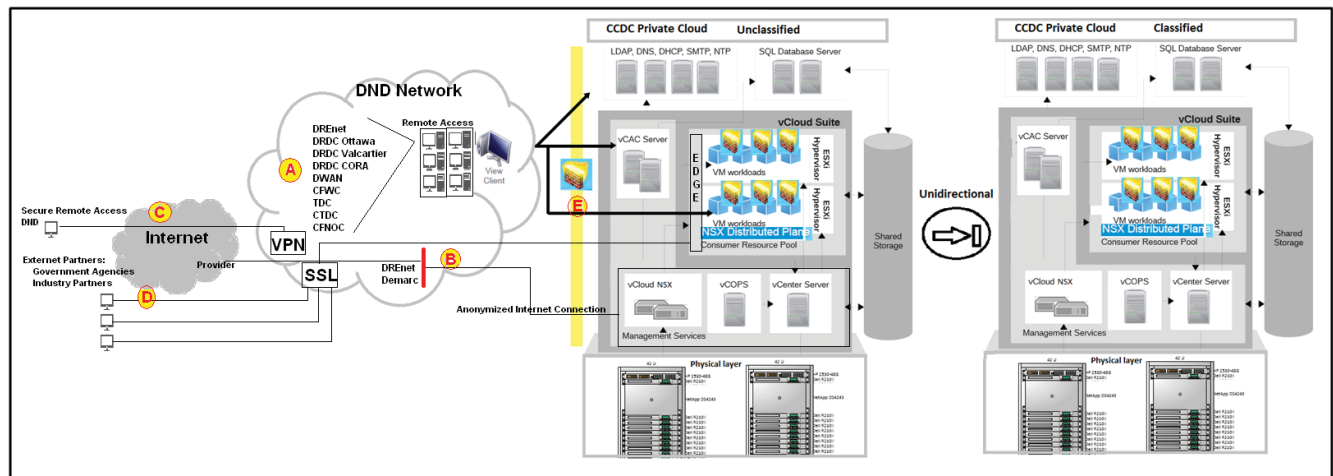 CCDC Private Cloud Unclassified
LDAP, DNS, DHCP, SMTP, NTP
SQL Database Server
DND Network
Remote Access
DREnet
DRDC Ottawa
DRDC Valcartier
DRDC CORA
DWAN
CFWC
TDC
CTDC
CFNOC
View
Client
A
B
C
D
E
Secure Remote Access
DND
Internet
VPN
Externet Partners:
Government Agencies
Industry Partners
Provider
SSL
DREnet
Demarc
Anonymized Internet Connection
vCloud Suite
vCAC Server
EDGE
VM workloads
ESXi
Hypervisor
VM workloads
ESXi
Hypervisor
NSX Distributed Plane
Consumer Resource Pool
Shared
Storage
vCloud NSX
vCOPS
vCenter Server
Management Services
Physical layer
42 U
42 U
Unidirectional
CCDC Private Cloud Classified
LDAP, DNS, DHCP, SMTP, NTP
SQL Database Server
vCloud Suite
vCAC Server
VM workloads
ESXi
Hypervisor
VM workloads
ESXi
Hypervisor
NSX Distributed Plane
Consumer Resource Pool
Shared
Storage
vCloud NSX
vCOPS
vCenter Server
Management Services
Physical layer
42 U
42 U